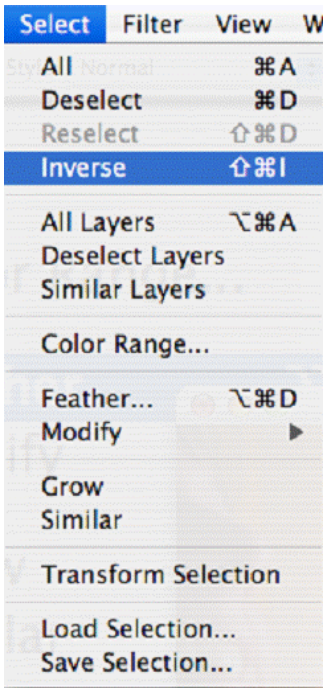 Select Filter View W
All ⌘A
Deselect ⌘D
Reselect ⇧⌘D
Inverse ⇧⌘I
All Layers ⌥⌘A
Deselect Layers
Similar Layers
Color Range...
Feather... ⌥⌘D
Modify ▶
Grow
Similar
Transform Selection
Load Selection...
Save Selection...